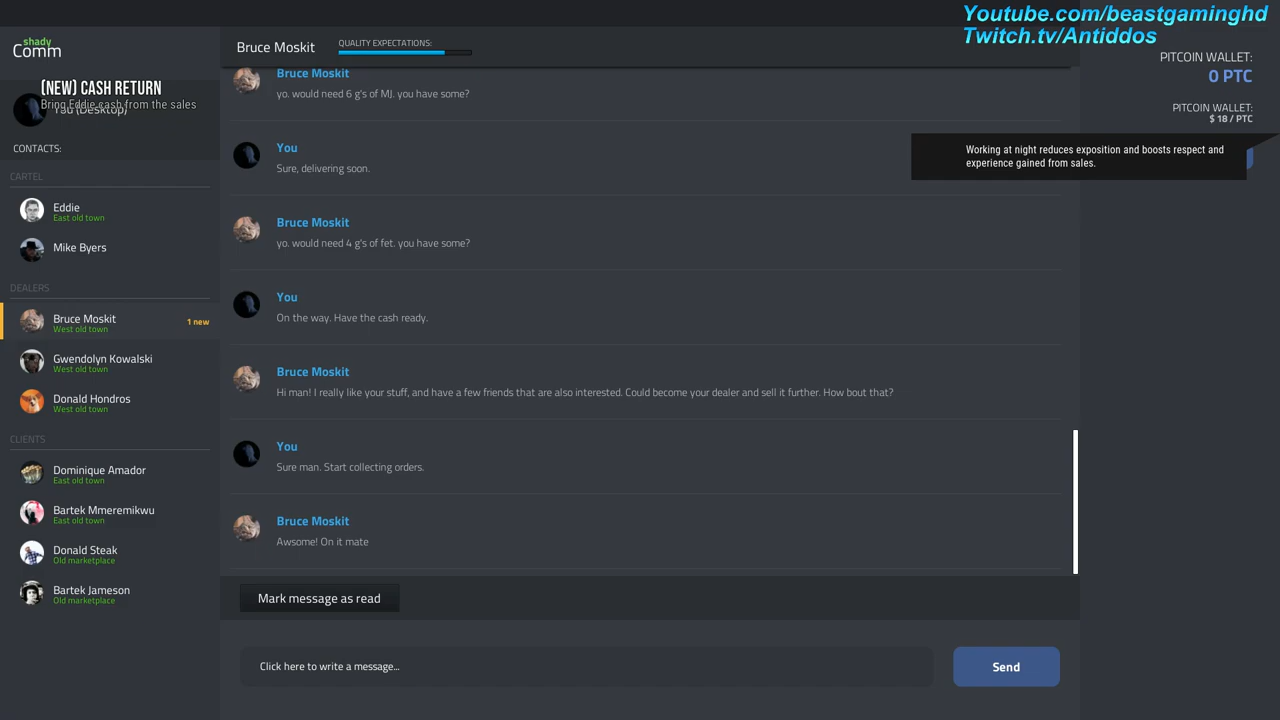 Youtube.com/beastgaminghd
Twitch.tv/Antiddos
shady
Comm
(NEW) CASH RETURN
Bring Eddie cash from the sales
You (Desktop)
CONTACTS:
CARTEL
Eddie
East old town
Mike Byers
DEALERS
Bruce Moskit
West old town
1 new
Gwendolyn Kowalski
West old town
Donald Hondros
West old town
CLIENTS
Dominique Amador
East old town
Bartek Mmeremikwu
East old town
Donald Steak
Old marketplace
Bartek Jameson
Old marketplace
Bruce Moskit
QUALITY EXPECTATIONS:
Bruce Moskit
yo. would need 6 g's of MJ. you have some?
You
Sure, delivering soon.
Bruce Moskit
yo. would need 4 g's of fet. you have some?
You
On the way. Have the cash ready.
Bruce Moskit
Hi man! I really like your stuff, and have a few friends that are also interested. Could become your dealer and sell it further. How bout that?
You
Sure man. Start collecting orders.
Bruce Moskit
Awsome! On it mate
Mark message as read
Click here to write a message...
Send
PITCOIN WALLET:
0 PTC
PITCOIN WALLET:
$ 18 / PTC
Working at night reduces exposition and boosts respect and
experience gained from sales.